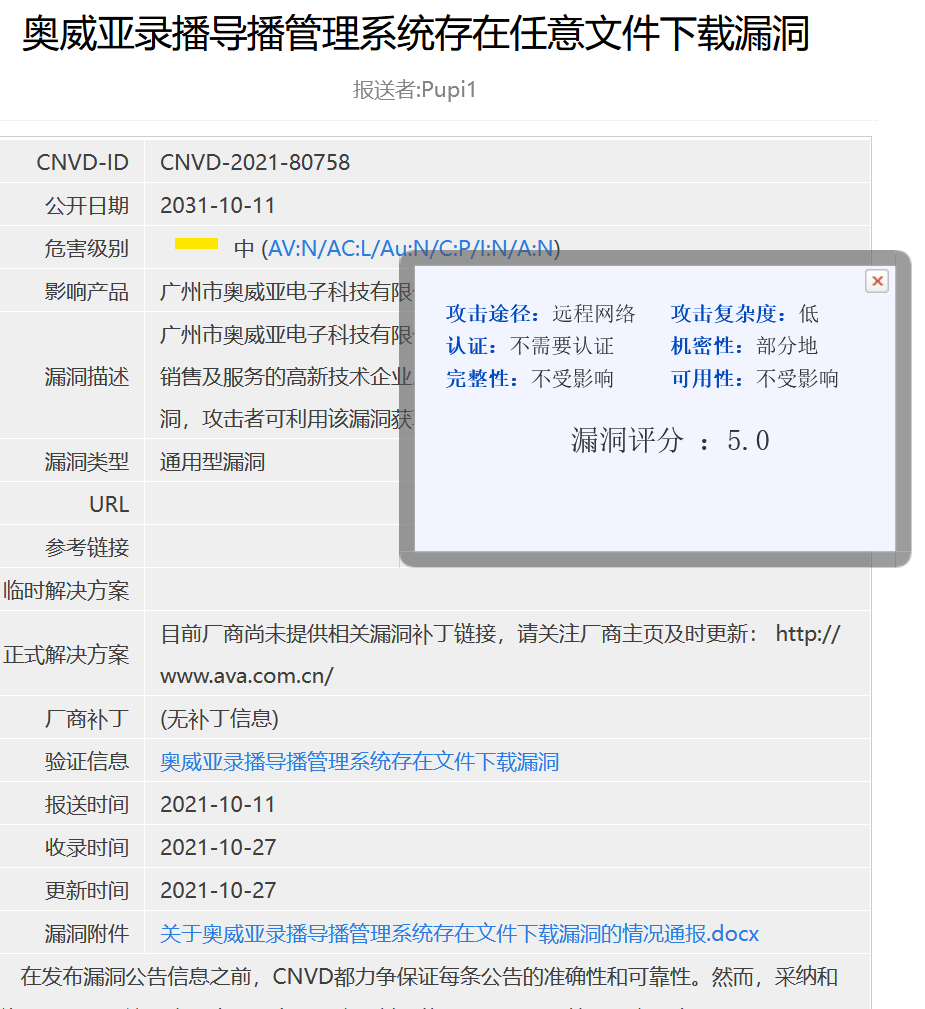 奥威亚录播导播管理系统存在任意文件下载漏洞
报送者:Pupi1
CNVD-ID CNVD-2021-80758
公开日期 2031-10-11
危害级别 中 (AV:N/AC:L/Au:N/C:P/I:N/A:N)
影响产品 广州市奥威亚电子科技有限
广州市奥威亚电子科技有限
漏洞描述 销售及服务的高新技术企业
洞，攻击者可利用该漏洞获
攻击途径：远程网络 攻击复杂度：低
认证：不需要认证 机密性：部分地
完整性：不受影响 可用性：不受影响
漏洞评分 ：5.0
漏洞类型 通用型漏洞
URL
参考链接
临时解决方案
目前厂商尚未提供相关漏洞补丁链接，请关注厂商主页及时更新： http://
正式解决方案
www.ava.com.cn/
厂商补丁 (无补丁信息)
验证信息 奥威亚录播导播管理系统存在文件下载漏洞
报送时间 2021-10-11
收录时间 2021-10-27
更新时间 2021-10-27
漏洞附件 关于奥威亚录播导播管理系统存在文件下载漏洞的情况通报.docx
在发布漏洞公告信息之前，CNVD都力争保证每条公告的准确性和可靠性。然而，采纳和